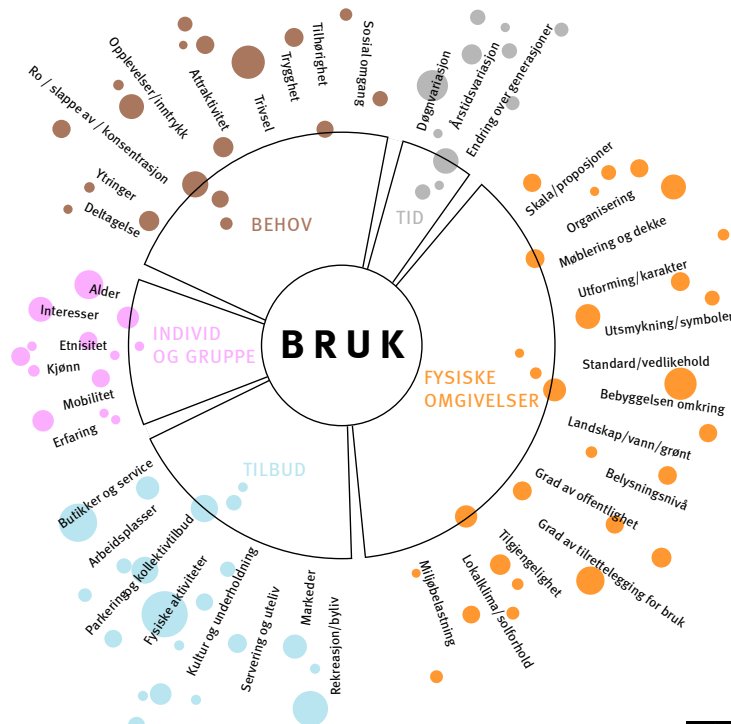 BRUK
BEHOV
Deltagelse
Ytringer
Ro / slappe av / konsentrasjon
Opplevelser/inntrykk
Attraktivitet
Trivsel
Trygghet
Tilhørighet
Sosial omgang
TID
Døgnvariasjon
Årstidsvariasjon
Endring over generasjoner
FYSISKE
OMGIVELSER
Skala/proposjoner
Organisering
Møblering og dekke
Utforming/karakter
Utsmykning/symboler
Standard/vedlikehold
Bebyggelsen omkring
Landskap/vann/grønt
Belysningsnivå
Grad av offentlighet
Grad av tilrettelegging for bruk
Tilgjengelighet
Lokalklima/solforhold
Miljøbelastning
TILBUD
Rekreasjon/byliv
Markeder
Servering og uteliv
Kultur og underholdning
Fysiske aktiviteter
Parkering og kollektivtilbud
Arbeidsplasser
Butikker og service
INDIVID
OG GRUPPE
Erfaring
Mobilitet
Kjønn
Etnisitet
Interesser
Alder